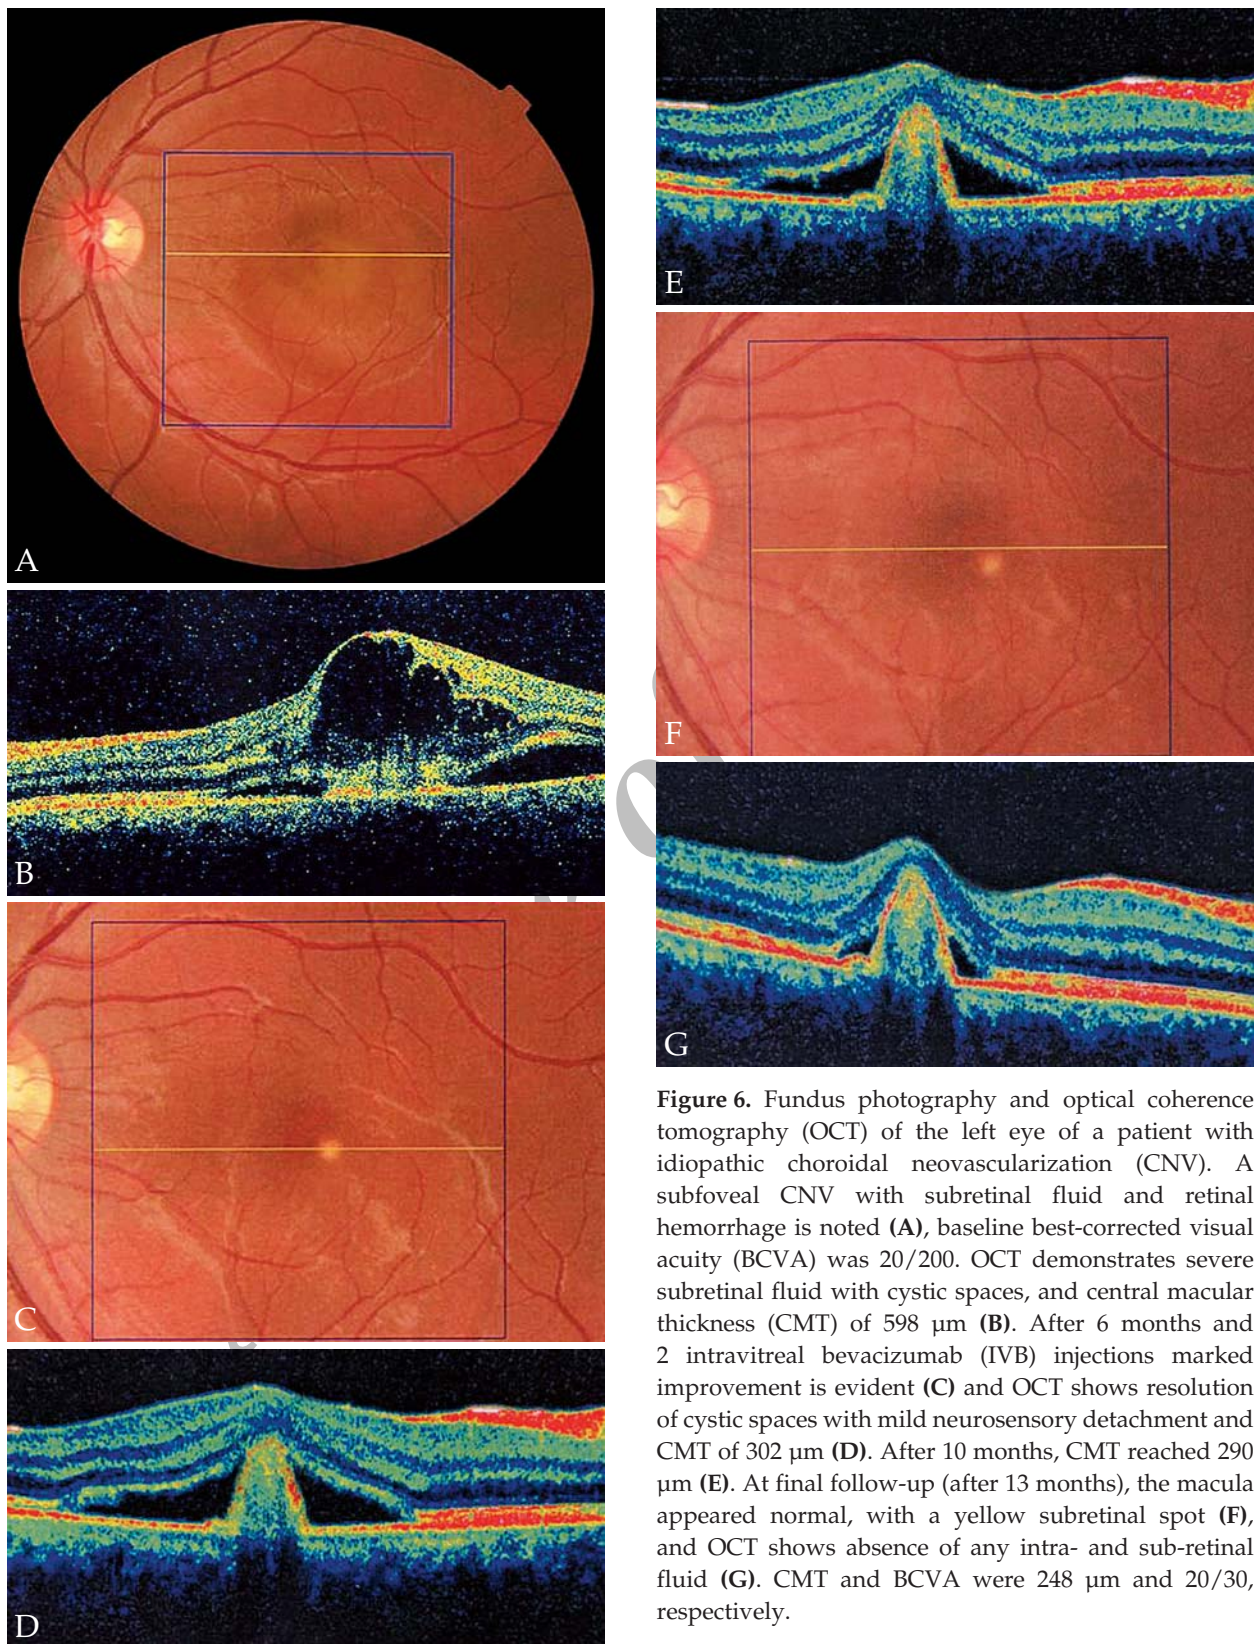 A
B
C
D
E
F
G
Figure 6. Fundus photography and optical coherence
tomography (OCT) of the left eye of a patient with
idiopathic choroidal neovascularization (CNV). A
subfoveal CNV with subretinal fluid and retinal
hemorrhage is noted (A), baseline best-corrected visual
acuity (BCVA) was 20/200. OCT demonstrates severe
subretinal fluid with cystic spaces, and central macular
thickness (CMT) of 598 µm (B). After 6 months and
2 intravitreal bevacizumab (IVB) injections marked
improvement is evident (C) and OCT shows resolution
of cystic spaces with mild neurosensory detachment and
CMT of 302 µm (D). After 10 months, CMT reached 290
µm (E). At final follow-up (after 13 months), the macula
appeared normal, with a yellow subretinal spot (F),
and OCT shows absence of any intra- and sub-retinal
fluid (G). CMT and BCVA were 248 µm and 20/30,
respectively.